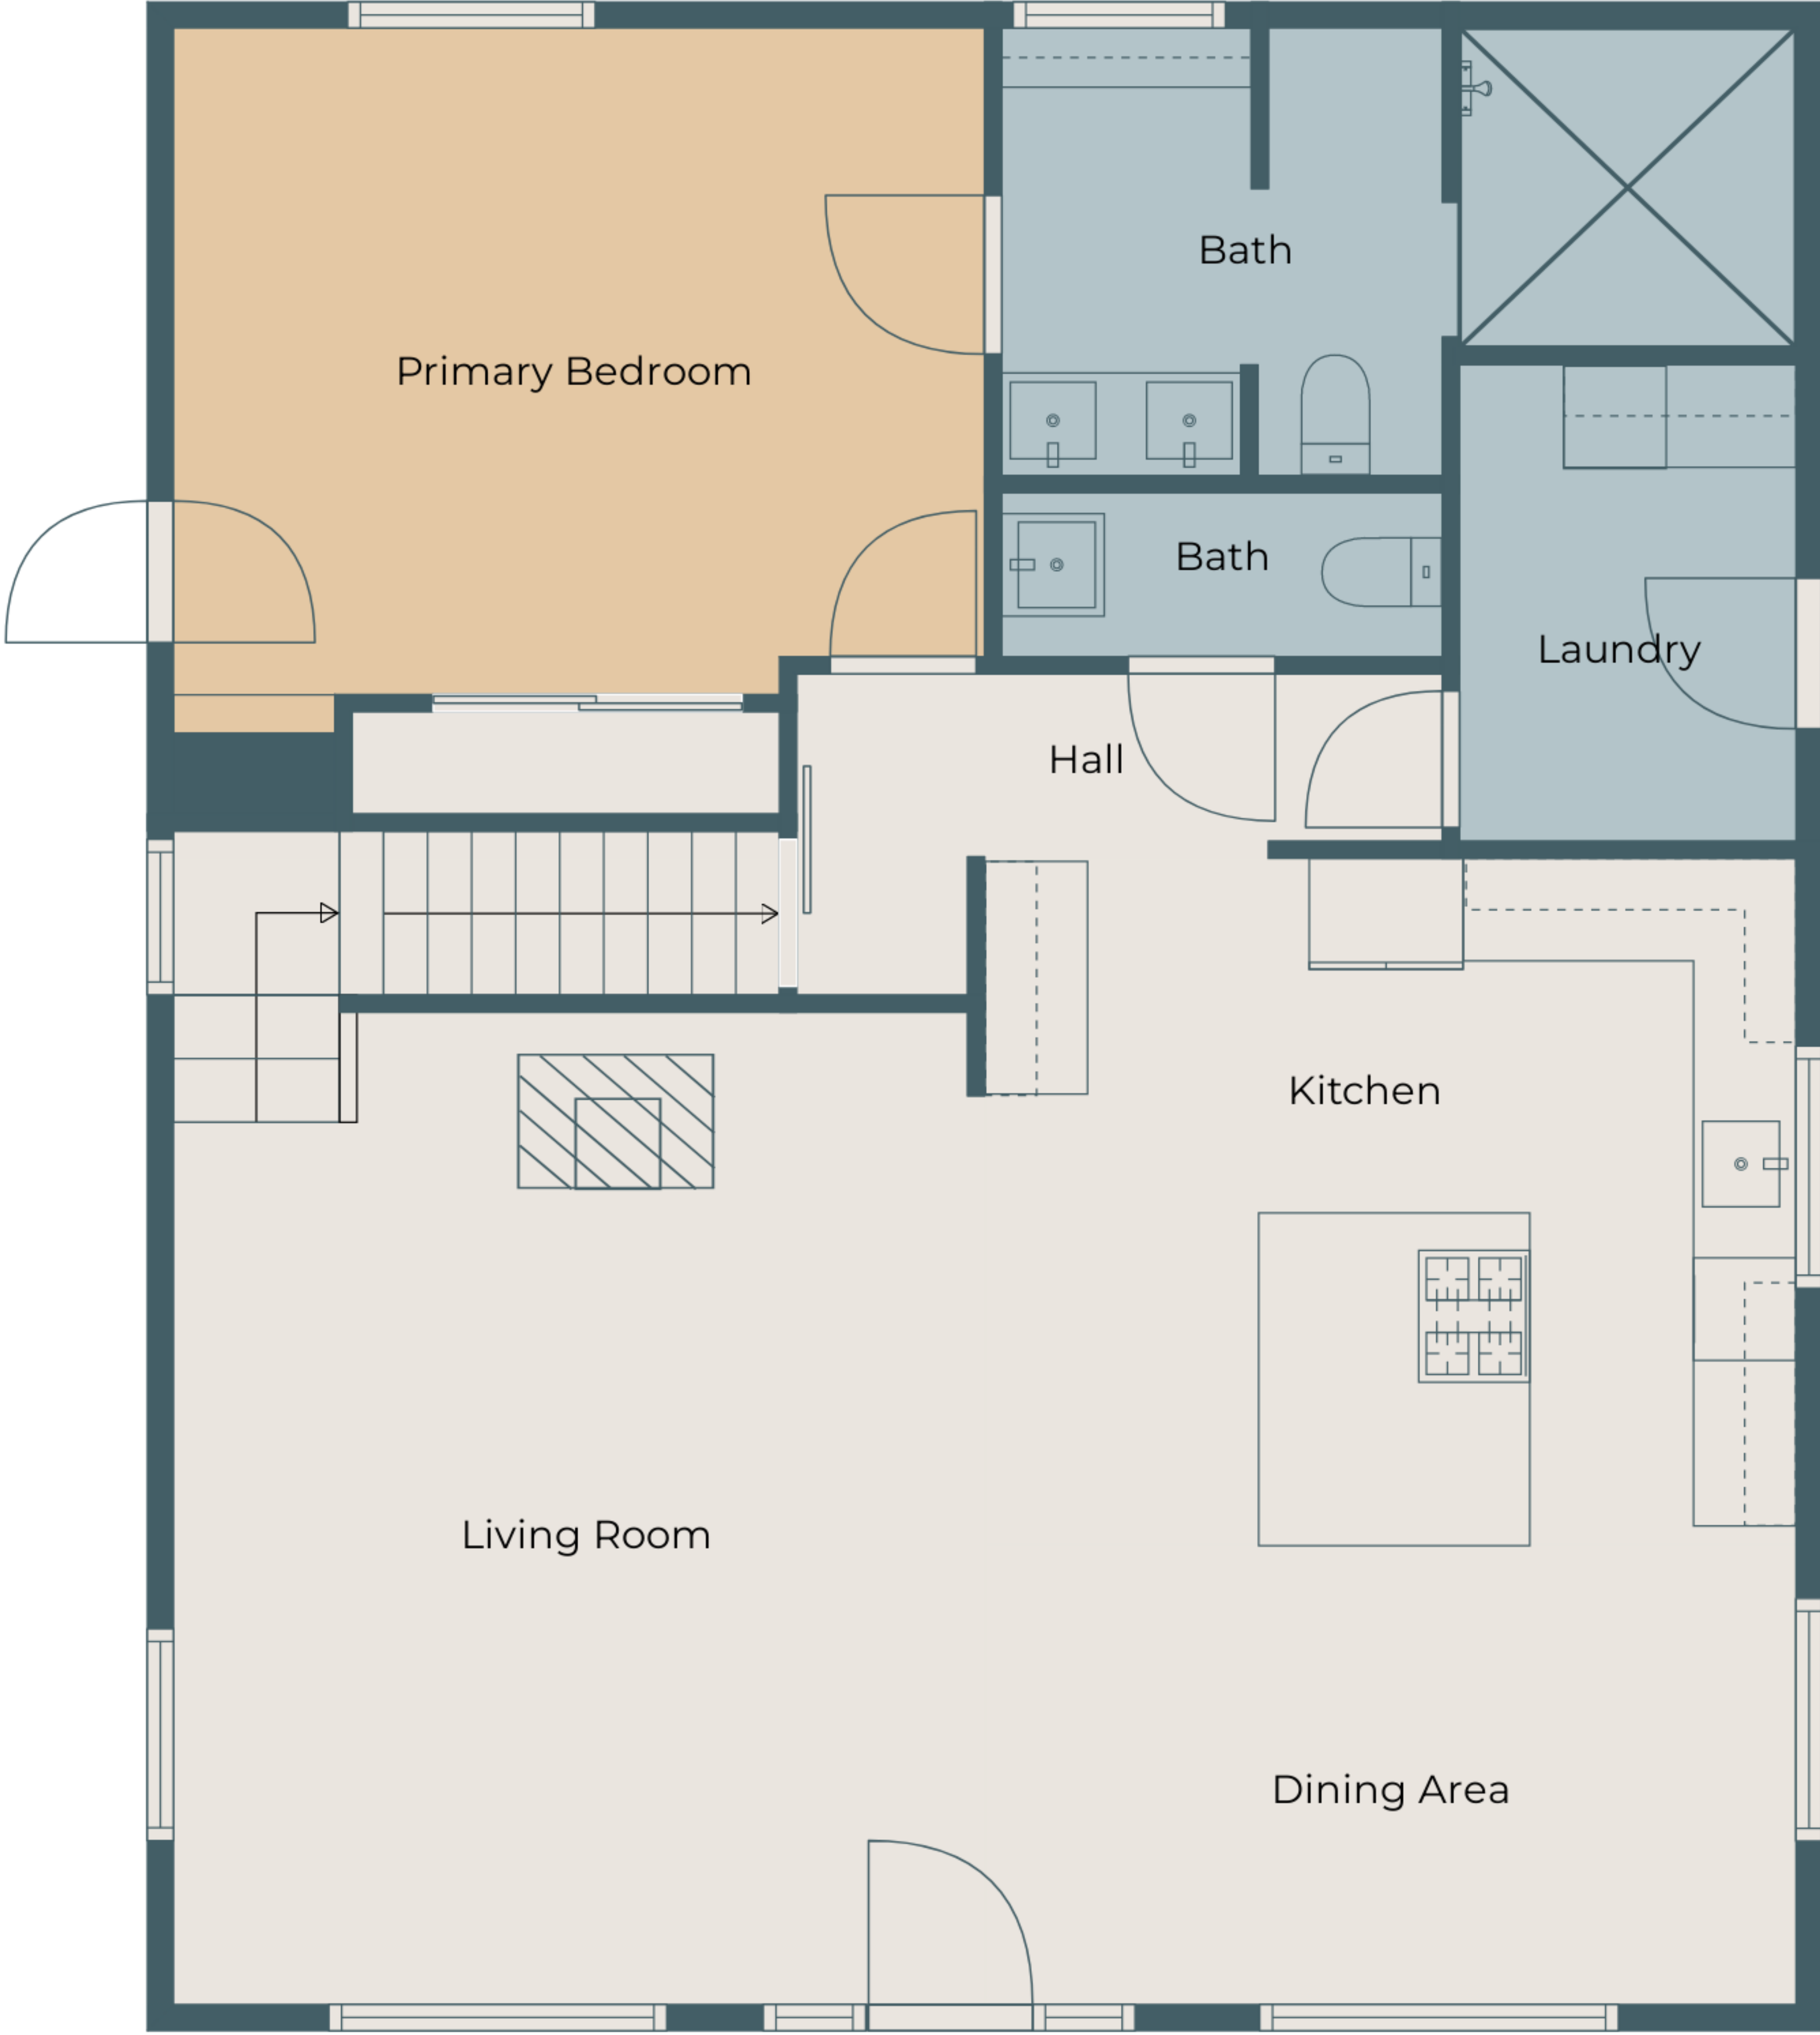 Bath
Primary Bedroom
Bath
Laundry
Hall
Kitchen
Living Room
Dining Area